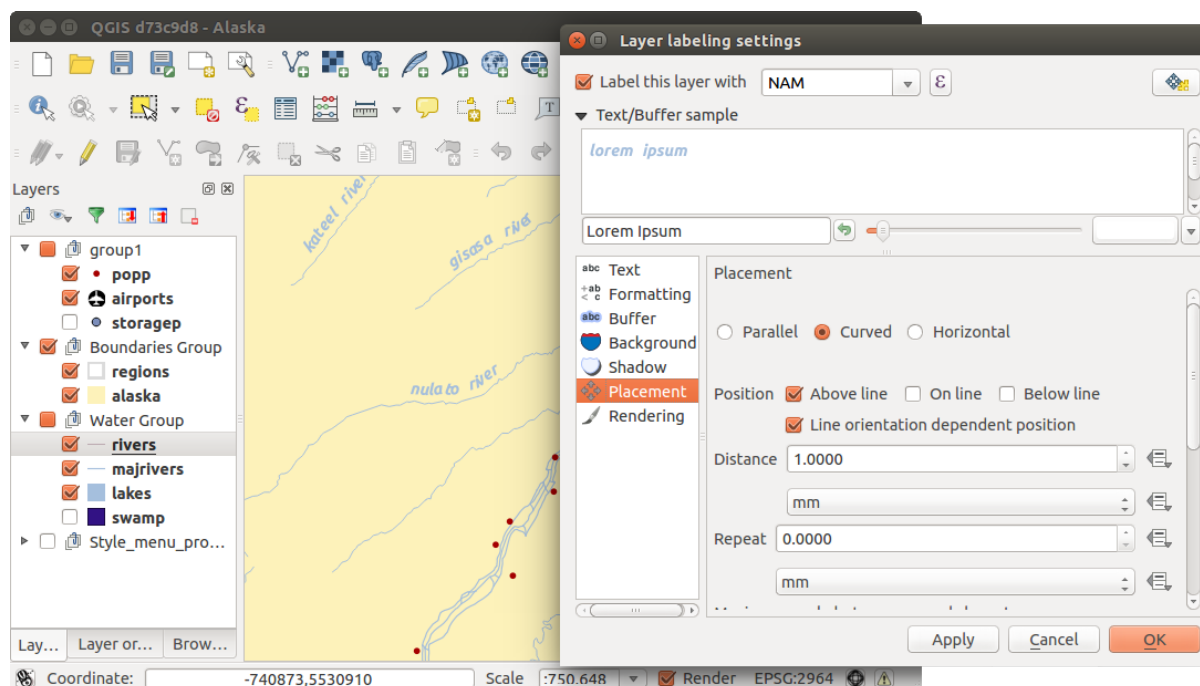 QGIS d73c9d8 - Alaska
Layers
group1
popp
airports
storagep
Boundaries Group
regions
alaska
Water Group
rivers
majrivers
lakes
swamp
Style_menu_pro...
Lay...
Layer or...
Brow...
kateel river
gisasa river
nulato river
Coordinate:
-740873,5530910
Scale
:750.648
Render
EPSG:2964
Layer labeling settings
Label this layer with
NAM
ε
Text/Buffer sample
lorem ipsum
Lorem Ipsum
abc Text
+ab < c Formatting
abc Buffer
Background
Shadow
Placement
Rendering
Placement
Parallel
Curved
Horizontal
Position
Above line
On line
Below line
Line orientation dependent position
Distance
1.0000
mm
Repeat
0.0000
mm
Apply
Cancel
OK